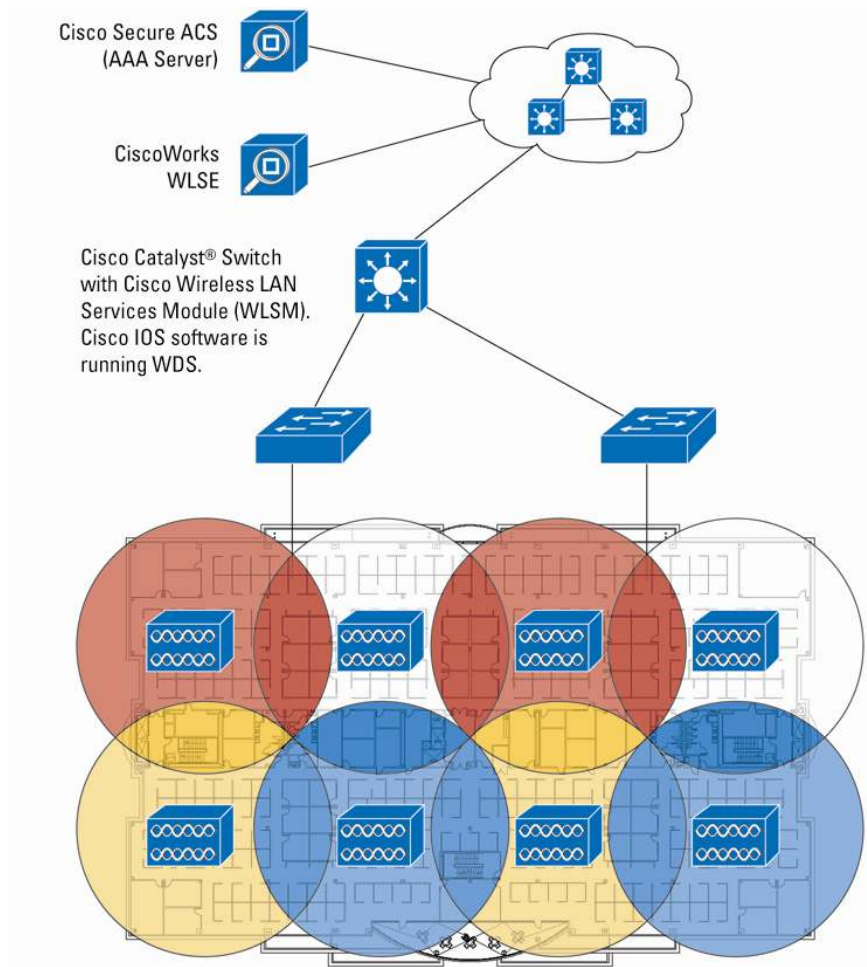 Cisco Secure ACS
(AAA Server)
CiscoWorks
WLSE
Cisco Catalyst® Switch
with Cisco Wireless LAN
Services Module (WLSM).
Cisco IOS software is
running WDS.